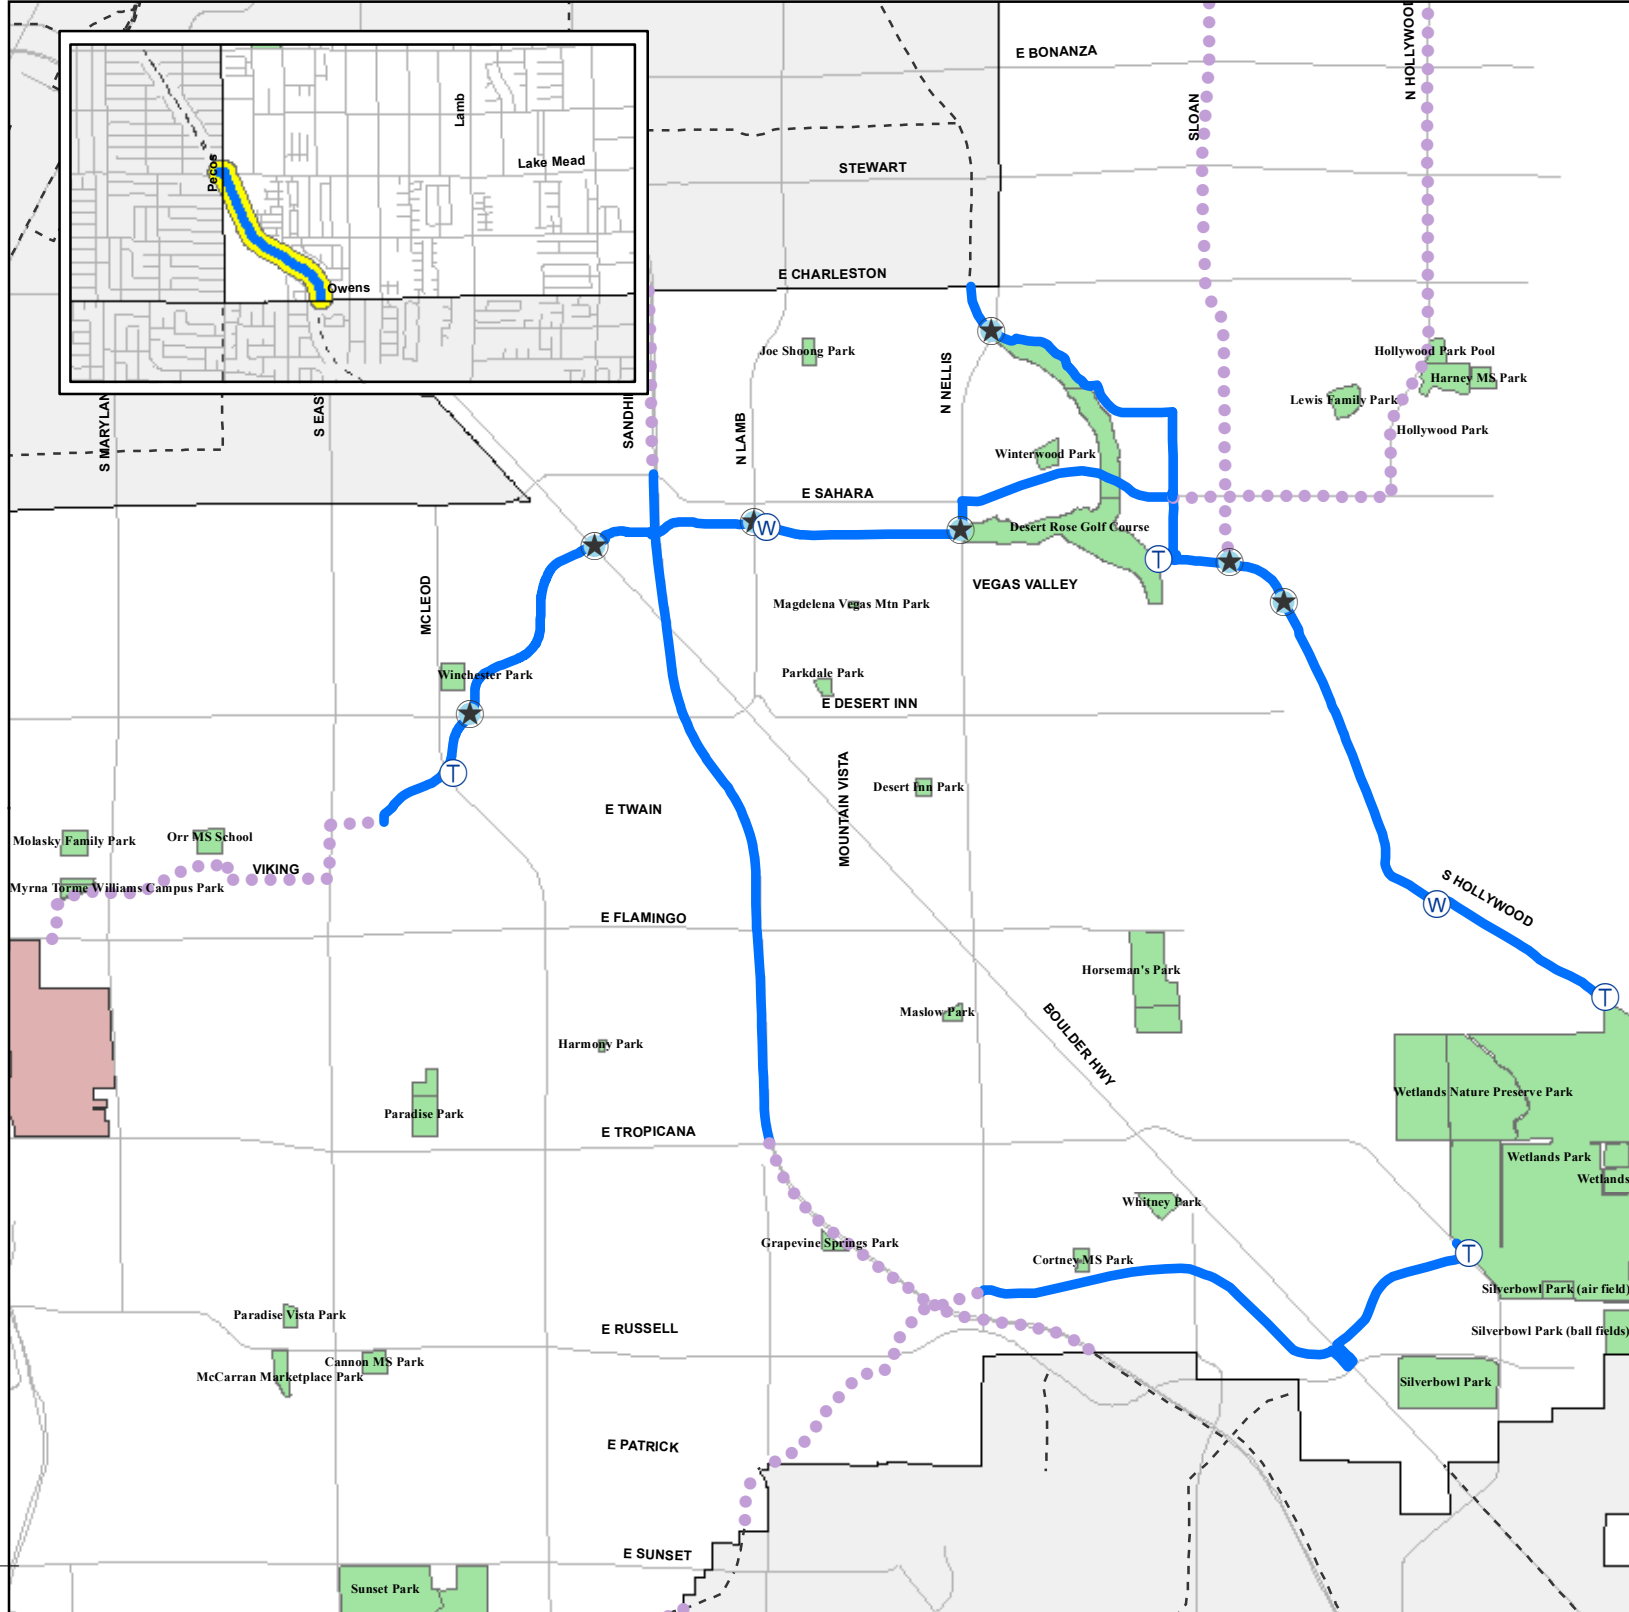 E BONANZA
N HOLLYWOOD
SLOAN
Lamb
Lake Mead
Pecos
STEWART
Owens
E CHARLESTON
Joe Shoong Park
Hollywood Park Pool
Harney MS Park
N NELLIS
Lewis Family Park
Hollywood Park
S MARYLAN
S EAS
SANDHI
N LAMB
Winterwood Park
E SAHARA
W
Desert Rose Golf Course
T
VEGAS VALLEY
MCLEOD
Magdelena Vegas Mtn Park
Winchester Park
Parkdale Park
E DESERT INN
T
MOUNTAIN VISTA
Desert Inn Park
E TWAIN
Molasky Family Park
Orr MS School
VIKING
Myrna Torme Williams Campus Park
S HOLLYWOOD
W
E FLAMINGO
Horseman's Park
T
Maslow Park
BOULDER HWY
Harmony Park
Wetlands Nature Preserve Park
Paradise Park
E TROPICANA
Wetlands Park
Wetlands
Whitney Park
Grapevine Springs Park
Cortney MS Park
T
Silverbowl Park (air field)
Paradise Vista Park
E RUSSELL
Silverbowl Park (ball fields)
Cannon MS Park
McCarran Marketplace Park
Silverbowl Park
E PATRICK
E SUNSET
Sunset Park